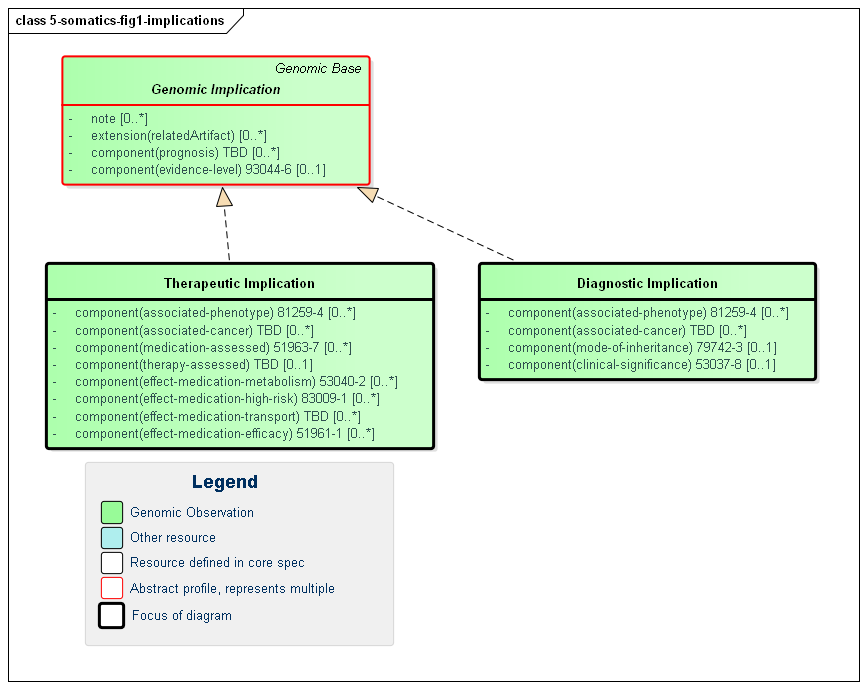 class 5-somatics-fig1-implications
Genomic Base
Genomic Implication
- note [0..*]
- extension(relatedArtifact) [0..*]
- component(prognosis) TBD [0..*]
- component(evidence-level) 93044-6 [0..1]
Therapeutic Implication
- component(associated-phenotype) 81259-4 [0..*]
- component(associated-cancer) TBD [0..*]
- component(medication-assessed) 51963-7 [0..*]
- component(therapy-assessed) TBD [0..1]
- component(effect-medication-metabolism) 53040-2 [0..*]
- component(effect-medication-high-risk) 83009-1 [0..*]
- component(effect-medication-transport) TBD [0..*]
- component(effect-medication-efficacy) 51961-1 [0..*]
Diagnostic Implication
- component(associated-phenotype) 81259-4 [0..*]
- component(associated-cancer) TBD [0..*]
- component(mode-of-inheritance) 79742-3 [0..1]
- component(clinical-significance) 53037-8 [0..1]
Legend
Genomic Observation
Other resource
Resource defined in core spec
Abstract profile, represents multiple
Focus of diagram